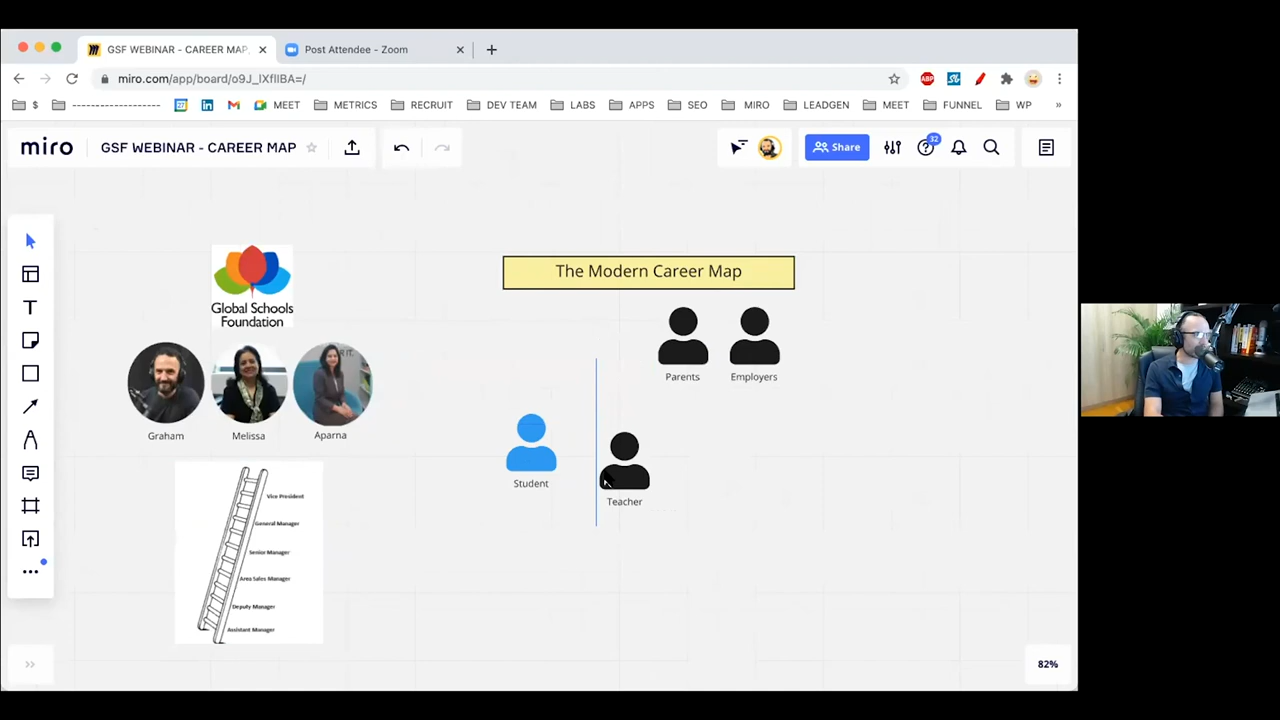 GSF WEBINAR - CAREER MAP
Post Attendee - Zoom
miro.com/app/board/o9J_lXflIBA=/
ABP
$
--------------------
MEET
METRICS
RECRUIT
DEV TEAM
LABS
APPS
SEO
MIRO
LEADGEN
MEET
FUNNEL
WP
»
miro
GSF WEBINAR - CAREER MAP
Share
32
T
Global Schools
Foundation
The Modern Career Map
Parents
Employers
Graham
Melissa
Aparna
Student
Teacher
Vice President
General Manager
Senior Manager
Area Sales Manager
Deputy Manager
Assistant Manager
82%